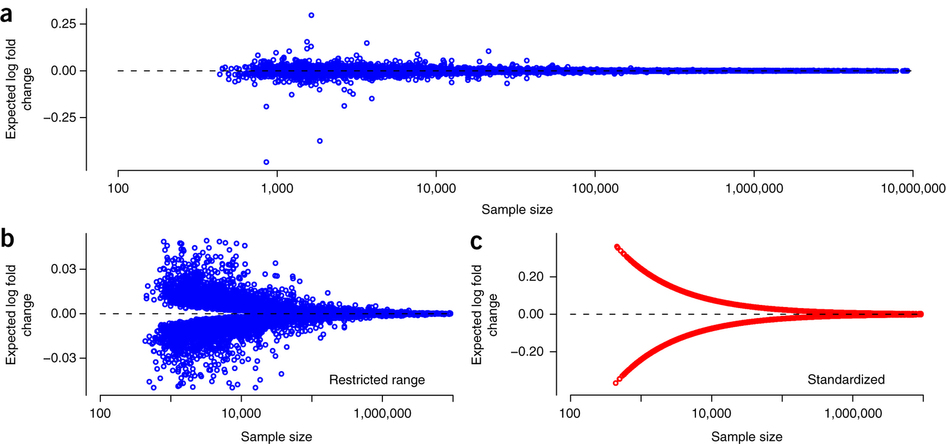 a
Expected log fold
change
0.25
0.00
−0.25
100
1,000
10,000
100,000
1,000,000
10,000,000
Sample size
b
Expected log fold
change
0.03
0.00
−0.03
Restricted range
100
10,000
1,000,000
Sample size
c
Expected log fold
change
0.20
0.00
−0.20
Standardized
100
10,000
1,000,000
Sample size